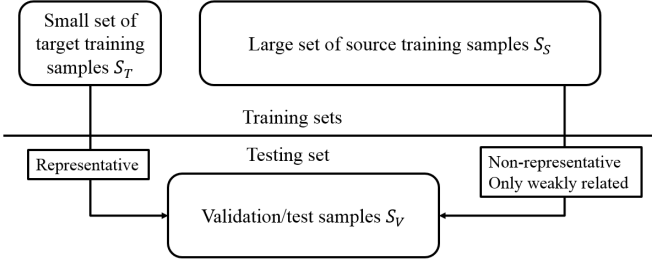 Small set of
target training
samples S_T
Large set of source training samples S_S
Training sets
Testing set
Representative
Non-representative
Only weakly related
Validation/test samples S_V